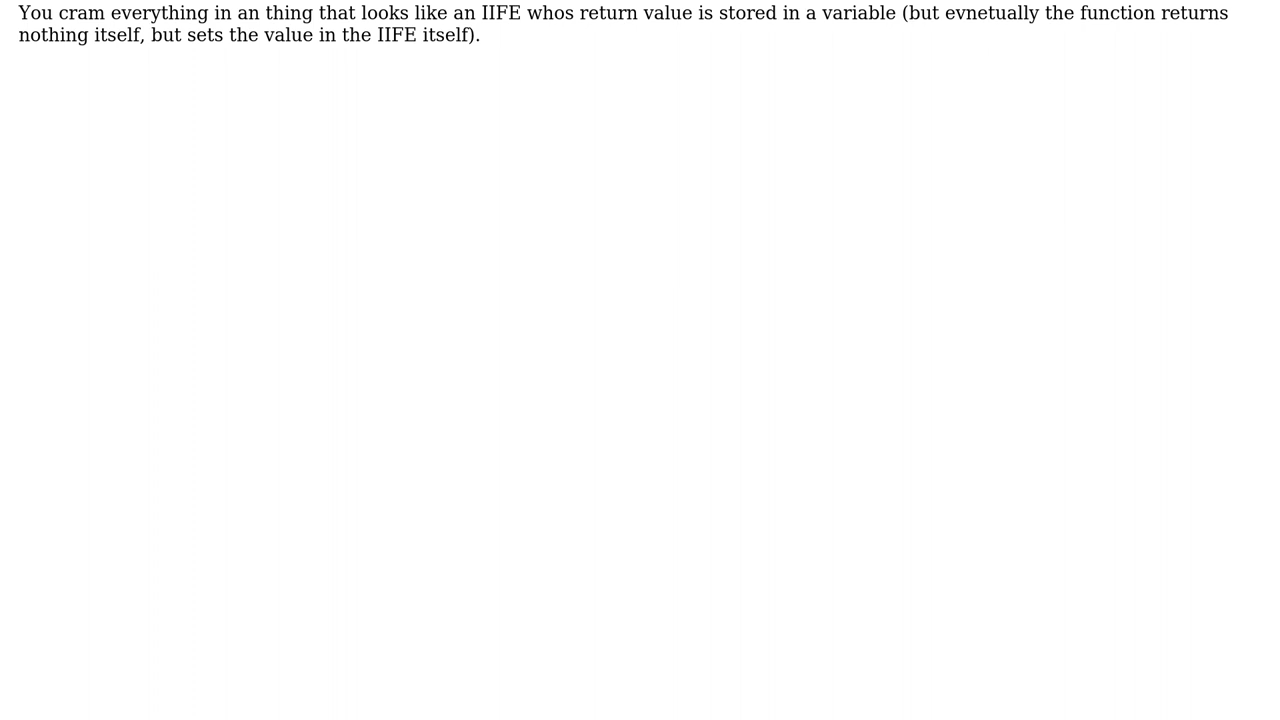 You cram everything in an thing that looks like an IIFE whos return value is stored in a variable (but evnetually the function returns
nothing itself, but sets the value in the IIFE itself).